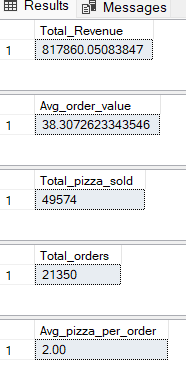 Results Messages
Total_Revenue
1 817860.05083847
Avg_order_value
1 38.3072623343546
Total_pizza_sold
1 49574
Total_orders
1 21350
Avg_pizza_per_order
1 2.00